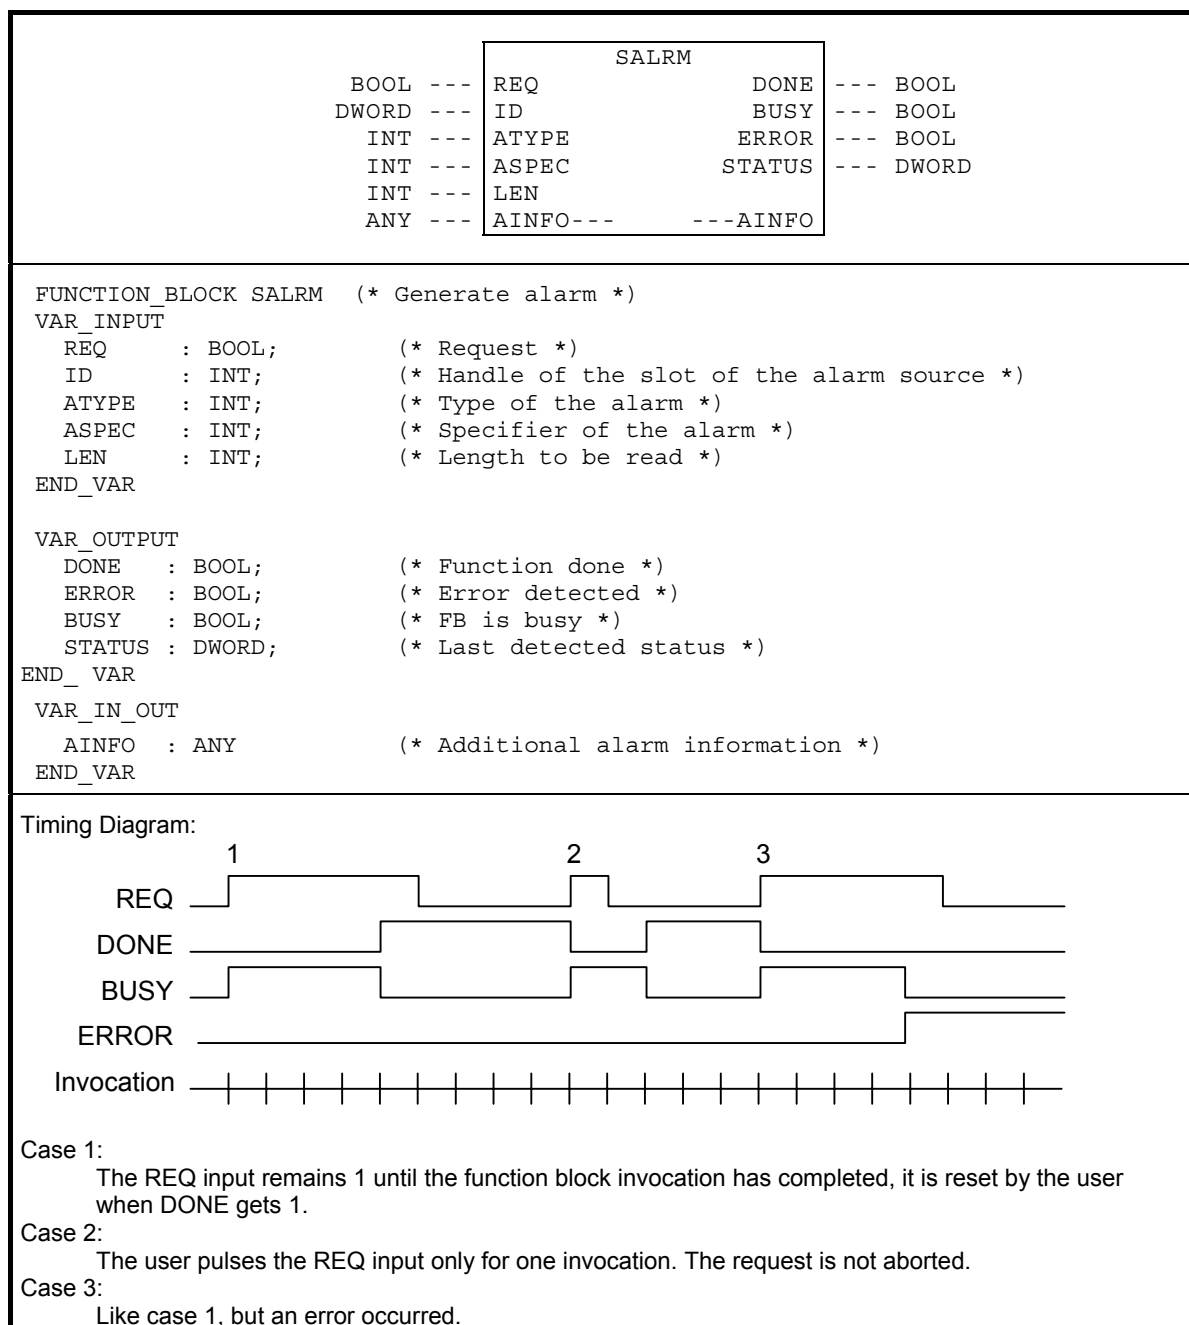 SALRM
BOOL --- REQ DONE --- BOOL
DWORD --- ID BUSY --- BOOL
INT --- ATYPE ERROR --- BOOL
INT --- ASPEC STATUS --- DWORD
INT --- LEN
ANY --- AINFO--- ---AINFO
FUNCTION_BLOCK SALRM (* Generate alarm *)
VAR_INPUT
REQ : BOOL; (* Request *)
ID : INT; (* Handle of the slot of the alarm source *)
ATYPE : INT; (* Type of the alarm *)
ASPEC : INT; (* Specifier of the alarm *)
LEN : INT; (* Length to be read *)
END_VAR
VAR_OUTPUT
DONE : BOOL; (* Function done *)
ERROR : BOOL; (* Error detected *)
BUSY : BOOL; (* FB is busy *)
STATUS : DWORD; (* Last detected status *)
END_ VAR
VAR_IN_OUT
AINFO : ANY (* Additional alarm information *)
END_VAR
Timing Diagram:
1 2 3
REQ
DONE
BUSY
ERROR
Invocation
Case 1:
The REQ input remains 1 until the function block invocation has completed, it is reset by the user
when DONE gets 1.
Case 2:
The user pulses the REQ input only for one invocation. The request is not aborted.
Case 3:
Like case 1, but an error occurred.